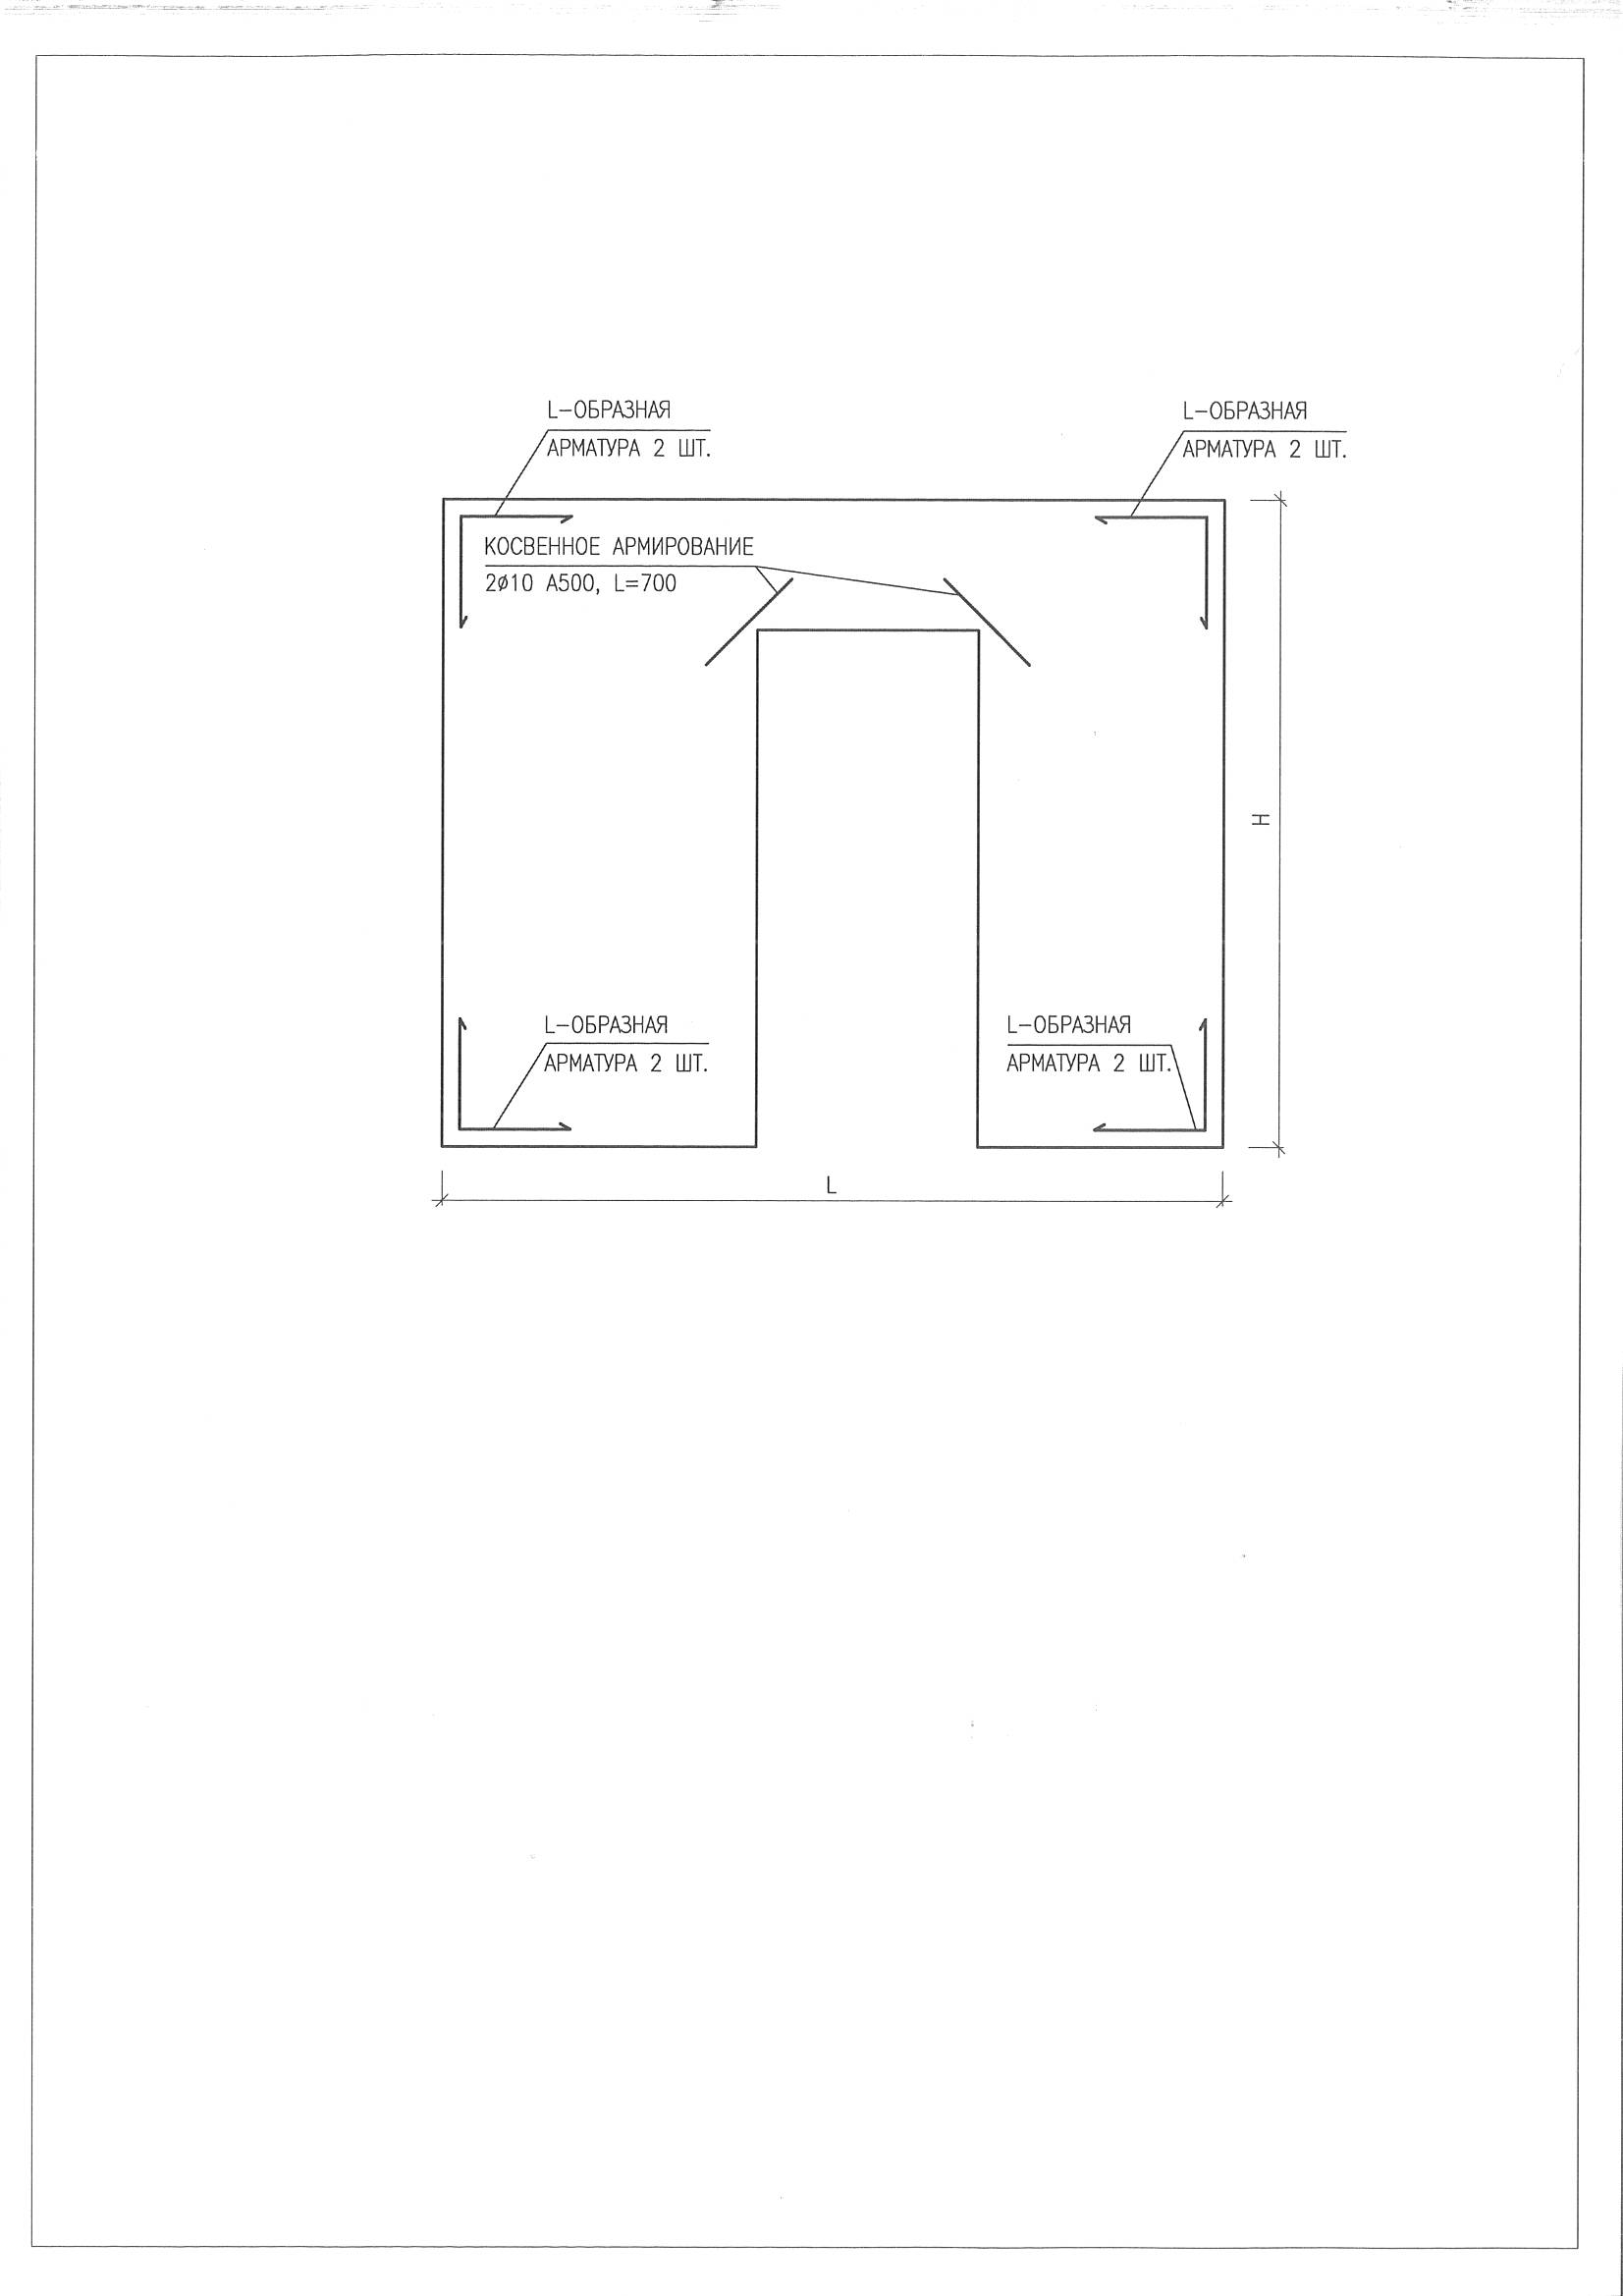 L-ОБРАЗНАЯ
АРМАТУРА 2 ШТ.
L-ОБРАЗНАЯ
АРМАТУРА 2 ШТ.
КОСВЕННОЕ АРМИРОВАНИЕ
2ø10 А500, L=700
H
L-ОБРАЗНАЯ
АРМАТУРА 2 ШТ.
L-ОБРАЗНАЯ
АРМАТУРА 2 ШТ.
L